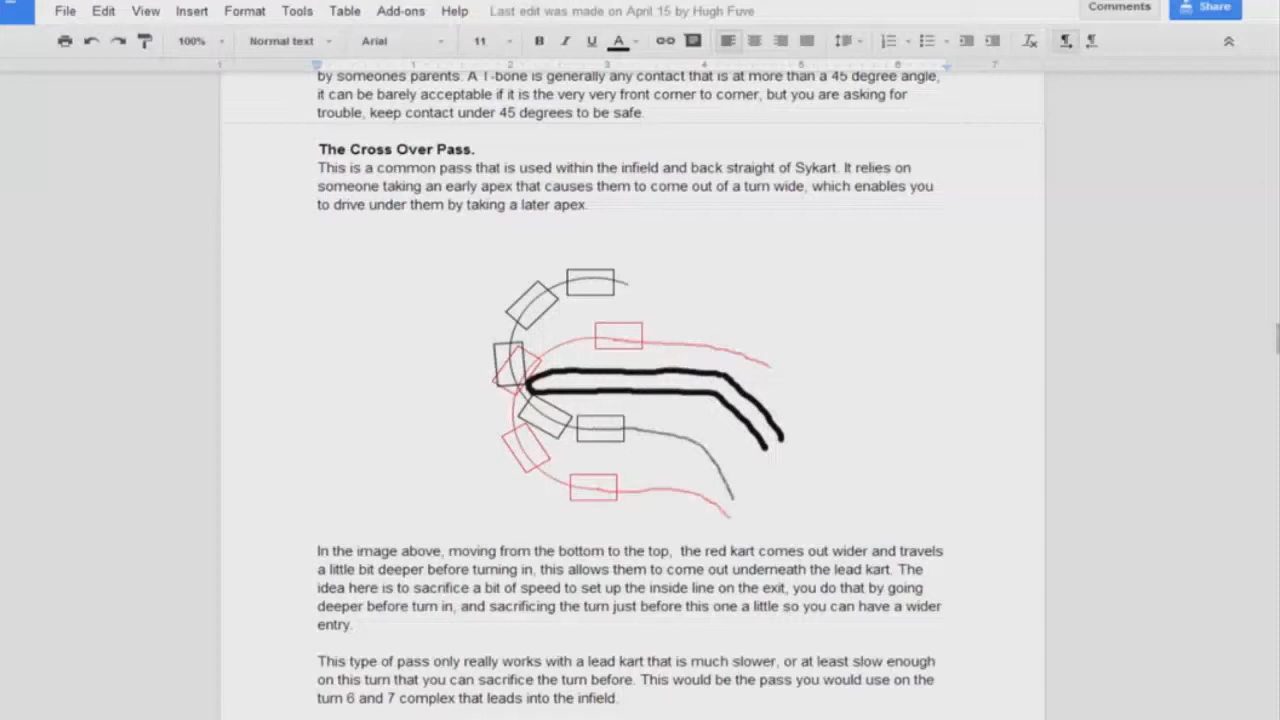 File Edit View Insert Format Tools Table Add-ons Help Last edit was made on April 15 by Hugh Fuve Comments Share
100% Normal text Arial 11 B I U A
1 1 2 3 4 5 6 7
by someones parents. A T-bone is generally any contact that is at more than a 45 degree angle,
it can be barely acceptable if it is the very very front corner to corner, but you are asking for
trouble, keep contact under 45 degrees to be safe.
The Cross Over Pass.
This is a common pass that is used within the infield and back straight of Sykart. It relies on
someone taking an early apex that causes them to come out of a turn wide, which enables you
to drive under them by taking a later apex.
In the image above, moving from the bottom to the top, the red kart comes out wider and travels
a little bit deeper before turning in, this allows them to come out underneath the lead kart. The
idea here is to sacrifice a bit of speed to set up the inside line on the exit, you do that by going
deeper before turn in, and sacrificing the turn just before this one a little so you can have a wider
entry.
This type of pass only really works with a lead kart that is much slower, or at least slow enough
on this turn that you can sacrifice the turn before. This would be the pass you would use on the
turn 6 and 7 complex that leads into the infield.